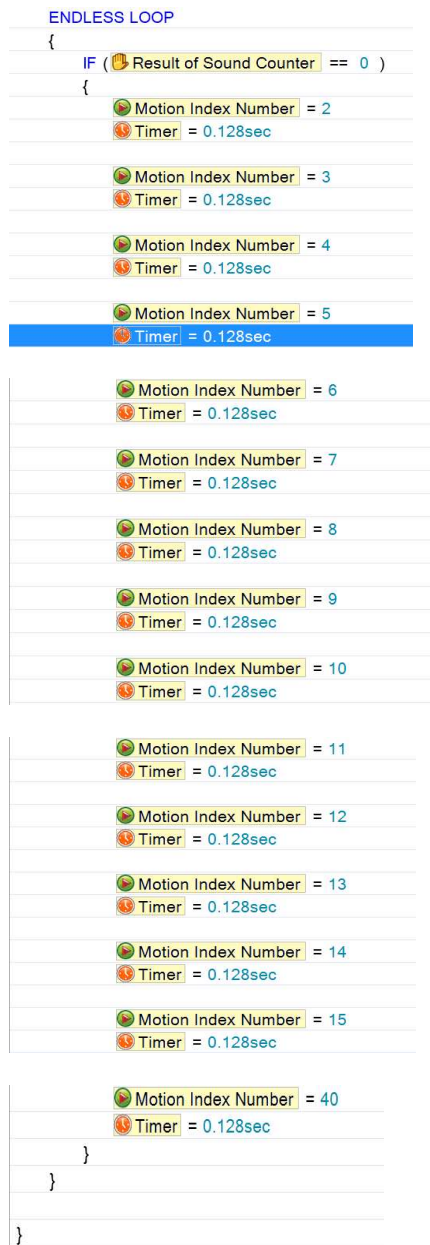 ENDLESS LOOP
{
IF ( Result of Sound Counter == 0 )
{
Motion Index Number = 2
Timer = 0.128sec
Motion Index Number = 3
Timer = 0.128sec
Motion Index Number = 4
Timer = 0.128sec
Motion Index Number = 5
Timer = 0.128sec
Motion Index Number = 6
Timer = 0.128sec
Motion Index Number = 7
Timer = 0.128sec
Motion Index Number = 8
Timer = 0.128sec
Motion Index Number = 9
Timer = 0.128sec
Motion Index Number = 10
Timer = 0.128sec
Motion Index Number = 11
Timer = 0.128sec
Motion Index Number = 12
Timer = 0.128sec
Motion Index Number = 13
Timer = 0.128sec
Motion Index Number = 14
Timer = 0.128sec
Motion Index Number = 15
Timer = 0.128sec
Motion Index Number = 40
Timer = 0.128sec
}
}
}